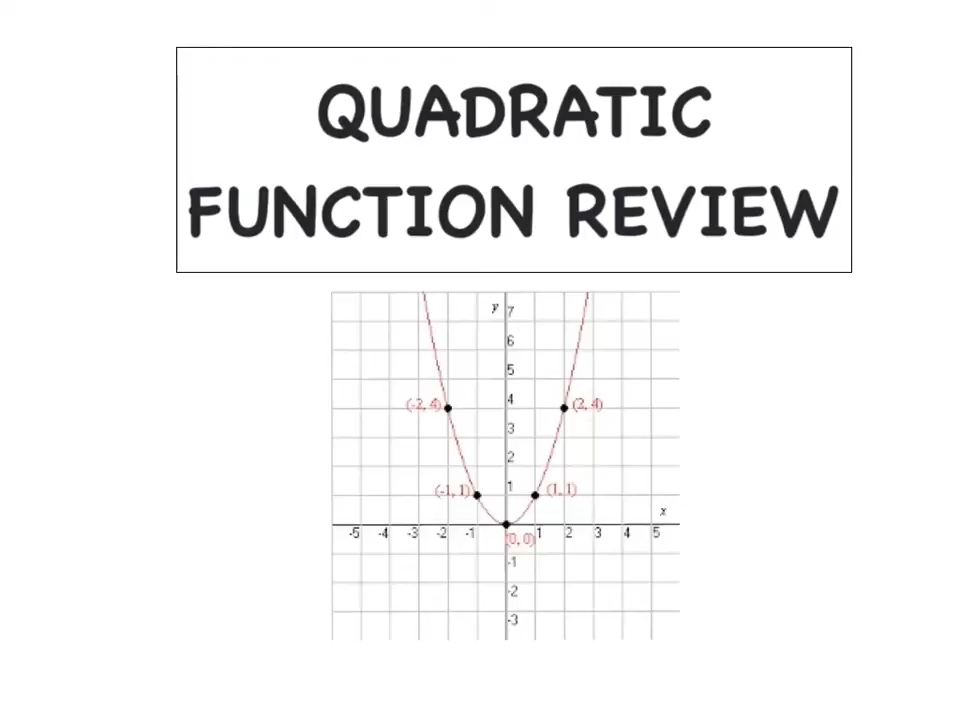 QUADRATIC
FUNCTION REVIEW
y 7
6
5
(-2, 4) 4 (2, 4)
3
2
(-1, 1) 1 (1, 1)
x
-5 -4 -3 -2 -1 1 2 3 4 5
(0, 0)
-1
-2
-3